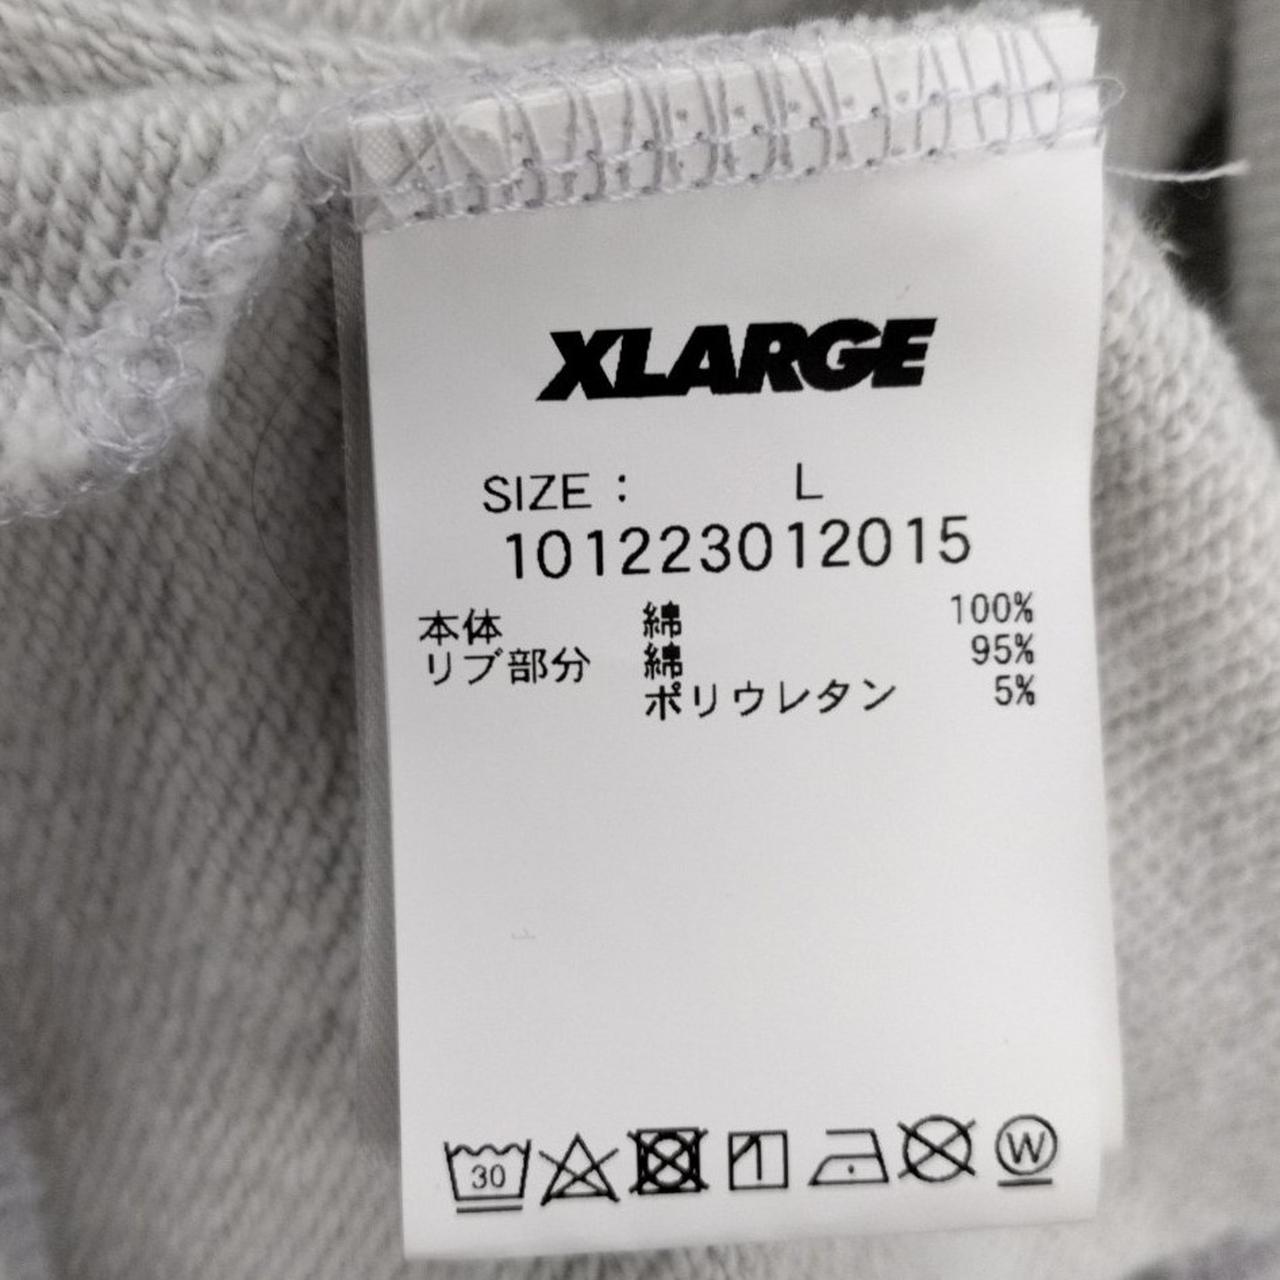 XLARGE
SIZE : L
101223012015
本体 綿 100%
リブ部分 綿 95%
ポリウレタン 5%
30
W